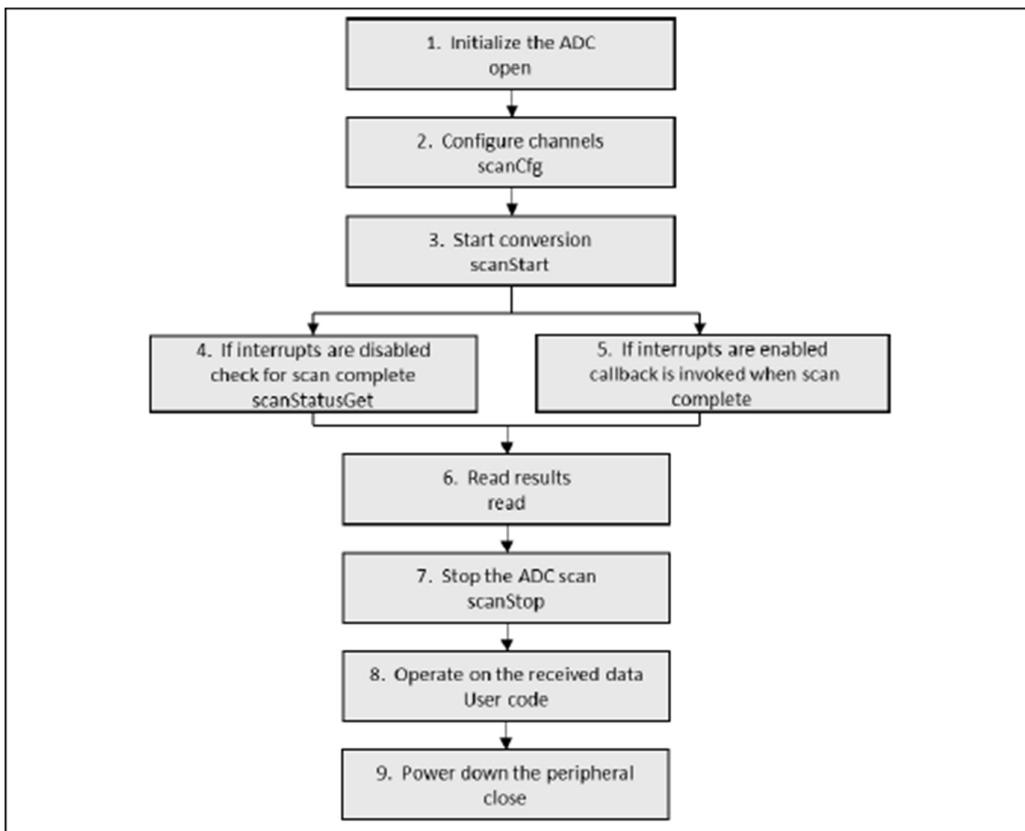 1. Initialize the ADC
open
2. Configure channels
scanCfg
3. Start conversion
scanStart
4. If interrupts are disabled
check for scan complete
scanStatusGet
5. If interrupts are enabled
callback is invoked when scan
complete
6. Read results
read
7. Stop the ADC scan
scanStop
8. Operate on the received data
User code
9. Power down the peripheral
close